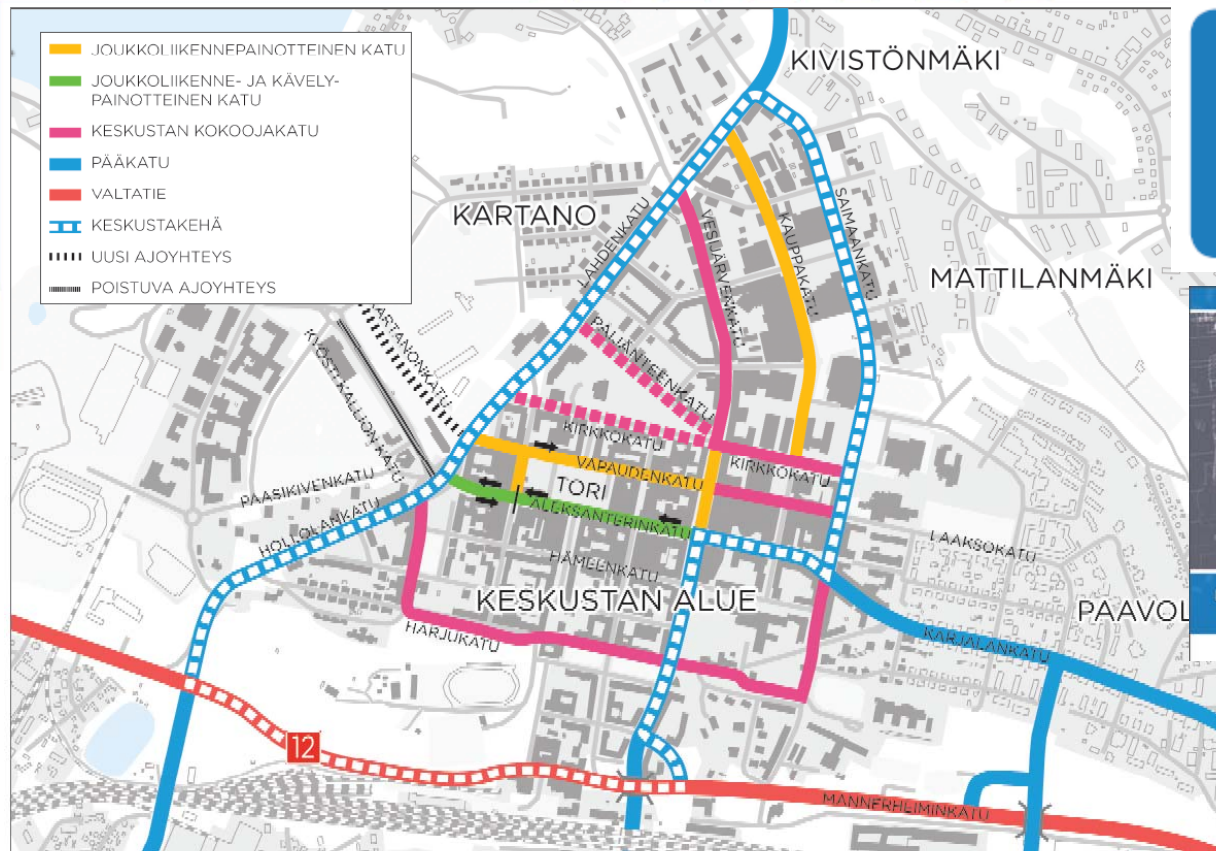 JOUKKOLIIKENNEPAINOTTEINEN KATU
JOUKKOLIIKENNE- JA KÄVELY-
PAINOTTEINEN KATU
KESKUSTAN KOKOOJAKATU
PÄÄKATU
VALTATIE
KESKUSTAKEHÄ
UUSI AJOYHTEYS
POISTUVA AJOYHTEYS
KIVISTÖNMÄKI
KARTANO
LAHDENKATU
VESIJÄRVENKATU
KAUPPAKATU
SAIMAANKATU
MATTILANMÄKI
KARTANONKATU
KYÖSTI KALLION KATU
PAIJÄNTEENKATU
KIRKKOKATU
KIRKKOKATU
VAPAUDENKATU
TORI
PAASIKIVENKATU
HOLLOLANKATU
ALEKSANTERINKATU
LAAKSOKATU
HÄMEENKATU
KESKUSTAN ALUE
PAAVOL
HARJUKATU
KARJALANKATU
12
MANNERHEIMINKATU